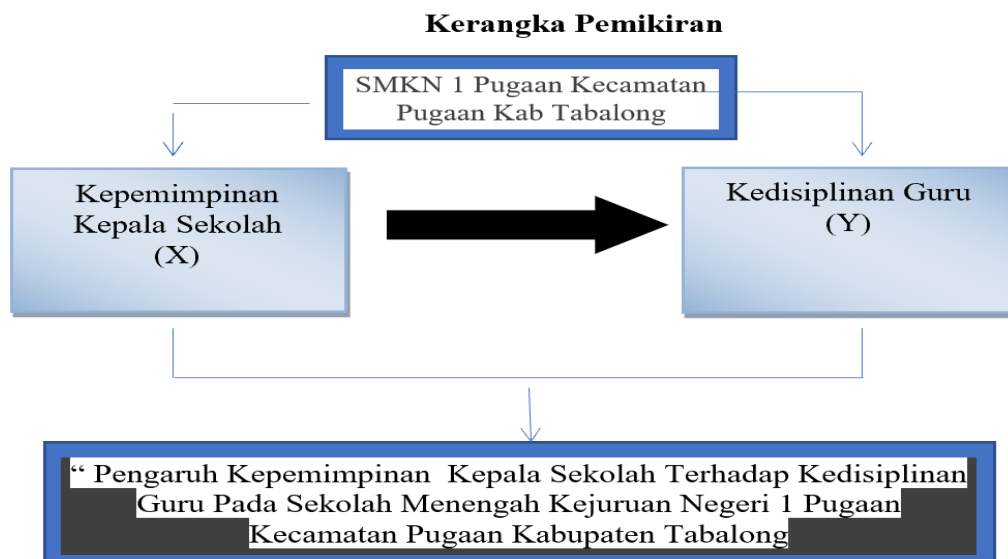 Kerangka Pemikiran
SMKN 1 Pugaan Kecamatan
Pugaan Kab Tabalong
Kepemimpinan
Kepala Sekolah
(X)
Kedisiplinan Guru
(Y)
“ Pengaruh Kepemimpinan Kepala Sekolah Terhadap Kedisiplinan
Guru Pada Sekolah Menengah Kejuruan Negeri 1 Pugaan
Kecamatan Pugaan Kabupaten Tabalong